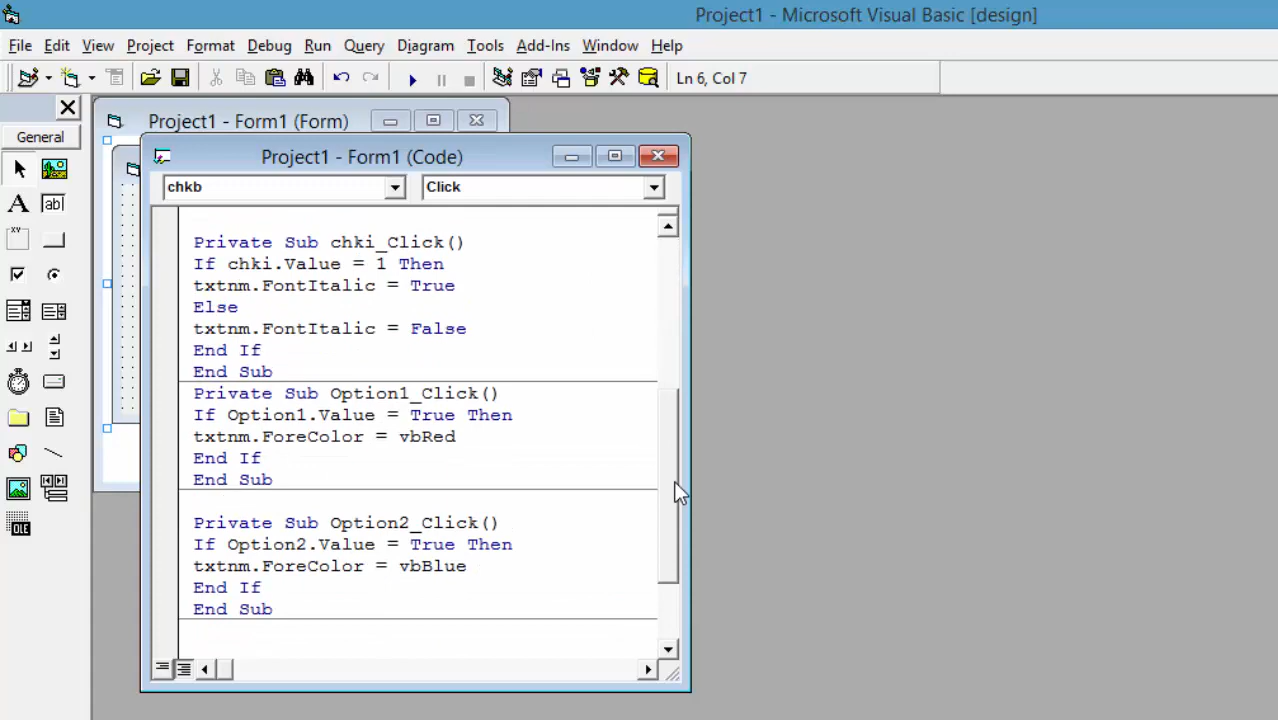 Project1 - Microsoft Visual Basic [design]
File Edit View Project Format Debug Run Query Diagram Tools Add-Ins Window Help
Ln 6, Col 7
General
Project1 - Form1 (Form)
Project1 - Form1 (Code)
chkb Click
A
ab|
xy
Private Sub chki_Click()
If chki.Value = 1 Then
txtnm.FontItalic = True
Else
txtnm.FontItalic = False
End If
End Sub
Private Sub Option1_Click()
If Option1.Value = True Then
txtnm.ForeColor = vbRed
End If
End Sub
Private Sub Option2_Click()
If Option2.Value = True Then
txtnm.ForeColor = vbBlue
End If
End Sub
OLE